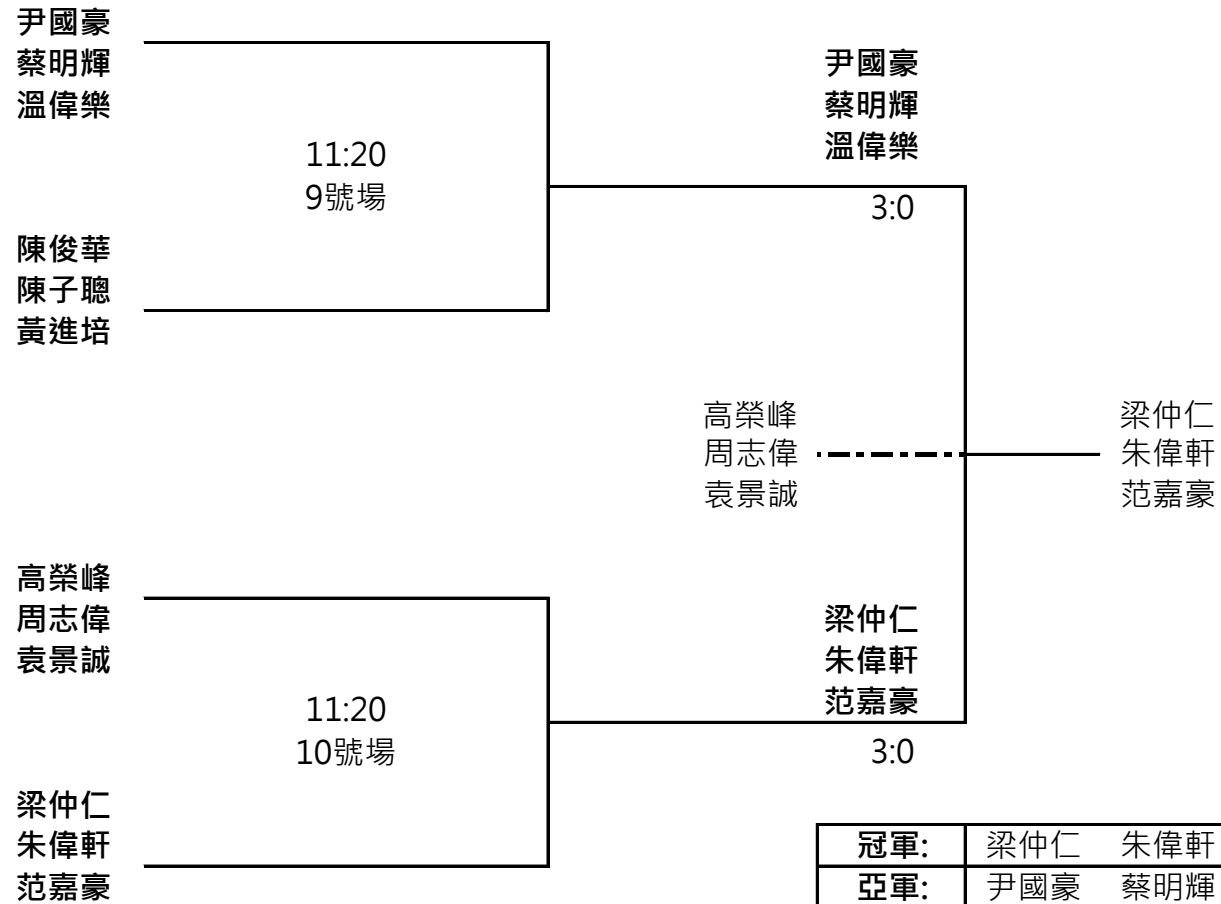 尹國豪
蔡明輝
溫偉樂
11:20
9號場
陳俊華
陳子聰
黃進培
尹國豪
蔡明輝
溫偉樂
3:0
高榮峰
周志偉
袁景誠
梁仲仁
朱偉軒
范嘉豪
高榮峰
周志偉
袁景誠
11:20
10號場
梁仲仁
朱偉軒
范嘉豪
梁仲仁
朱偉軒
范嘉豪
3:0
冠軍: 梁仲仁 朱偉軒
亞軍: 尹國豪 蔡明輝